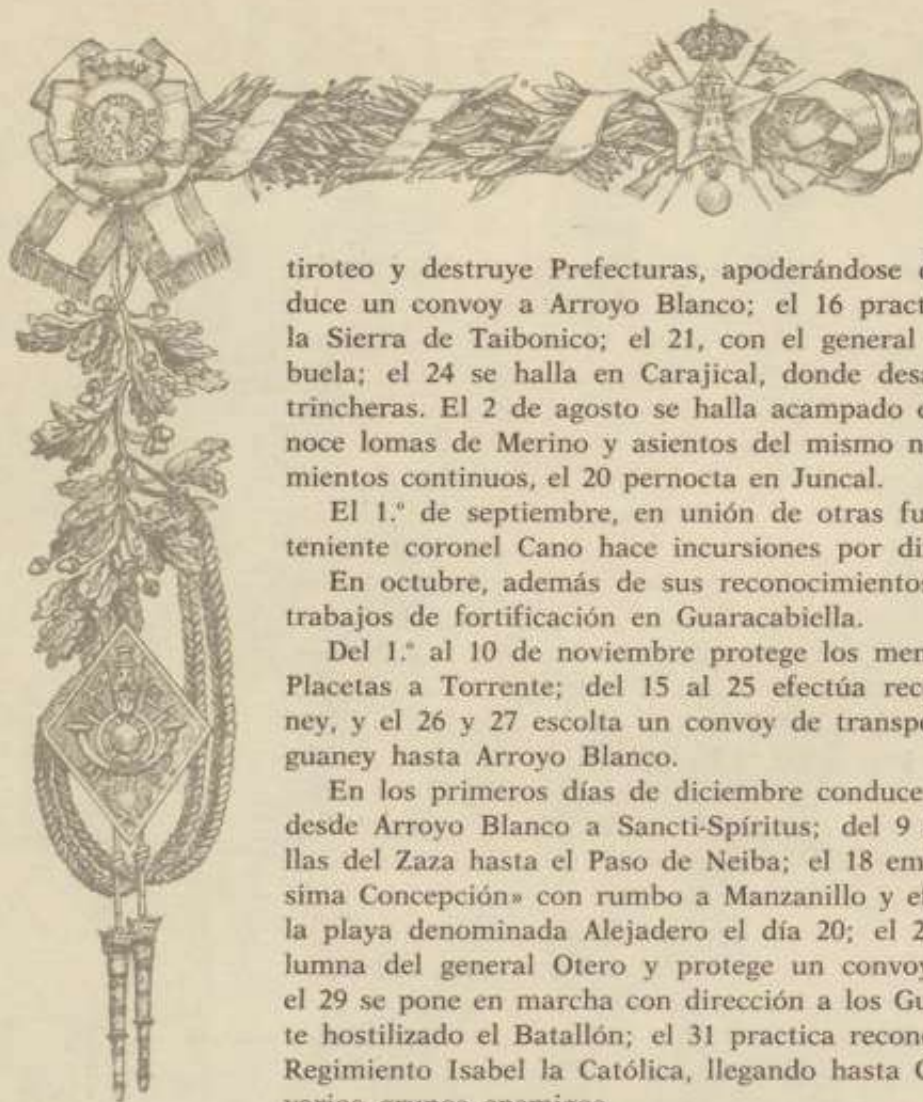 tiroteo y destruye Prefecturas, apoderándose
duce un convoy a Arroyo Blanco; el 16 pract
la Sierra de Taibonico; el 21, con el general
buela; el 24 se halla en Carajical, donde desa
trincheras. El 2 de agosto se halla acampado
noce lomas de Merino y asientos del mismo n
mientos continuos, el 20 pernocta en Juncal.
El 1.º de septiembre, en unión de otras fu
teniente coronel Cano hace incursiones por di
En octubre, además de sus reconocimientos
trabajos de fortificación en Guaracabiella.
Del 1.º al 10 de noviembre protege los mer
Placetas a Torrente; del 15 al 25 efectúa rec
ney, y el 26 y 27 escolta un convoy de transp
guaney hasta Arroyo Blanco.
En los primeros días de diciembre conduce
desde Arroyo Blanco a Sancti-Spíritus; del 9
llas del Zaza hasta el Paso de Neiba; el 18 em
sima Concepción» con rumbo a Manzanillo y e
la playa denominada Alejadero el día 20; el 2
lumna del general Otero y protege un convoy
el 29 se pone en marcha con dirección a los Gu
te hostilizado el Batallón; el 31 practica recon
Regimiento Isabel la Católica, llegando hasta
varios grupos enemigos